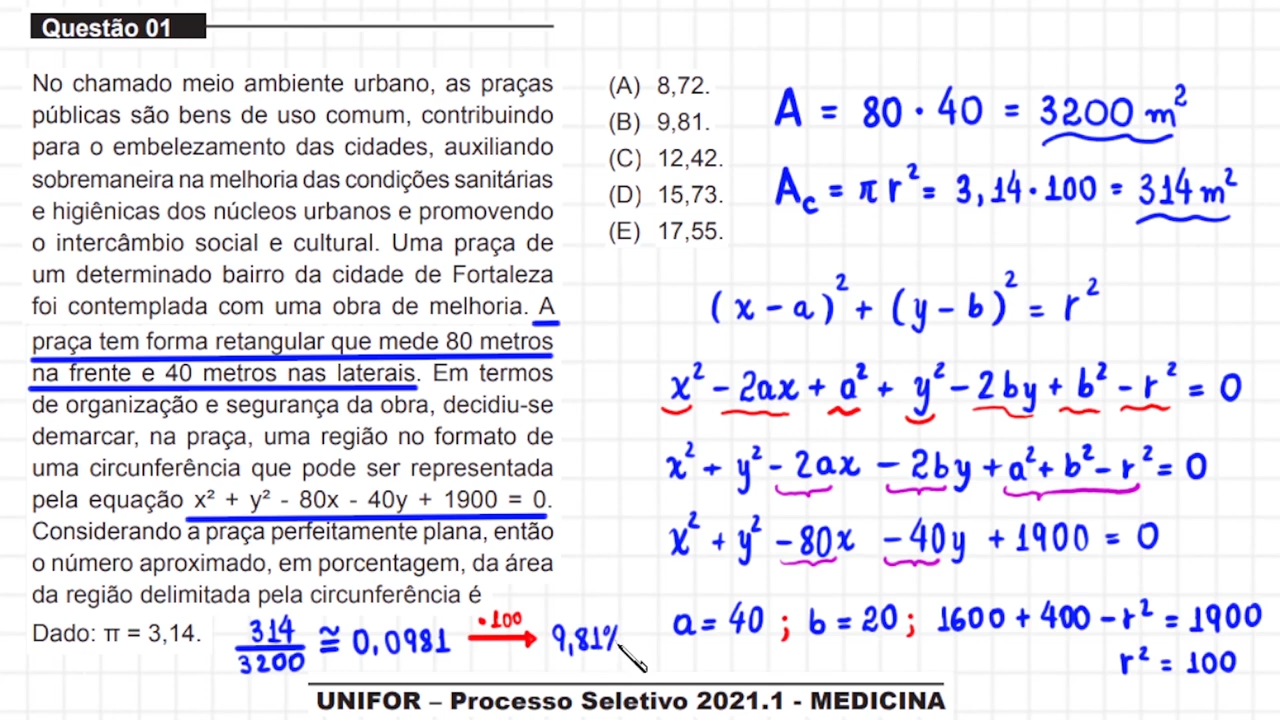 Questão 01
No chamado meio ambiente urbano, as praças
públicas são bens de uso comum, contribuindo
para o embelezamento das cidades, auxiliando
sobremaneira na melhoria das condições sanitárias
e higiênicas dos núcleos urbanos e promovendo
o intercâmbio social e cultural. Uma praça de
um determinado bairro da cidade de Fortaleza
foi contemplada com uma obra de melhoria. A
praça tem forma retangular que mede 80 metros
na frente e 40 metros nas laterais. Em termos
de organização e segurança da obra, decidiu-se
demarcar, na praça, uma região no formato de
uma circunferência que pode ser representada
pela equação x² + y² - 80x - 40y + 1900 = 0.
Considerando a praça perfeitamente plana, então
o número aproximado, em porcentagem, da área
da região delimitada pela circunferência é
Dado: π = 3,14.
314/3200 ≅ 0,0981 ·100 → 9,81%
(A) 8,72.
(B) 9,81.
(C) 12,42.
(D) 15,73.
(E) 17,55.
A = 80 · 40 = 3200 m²
Ac = π r² = 3,14 · 100 = 314 m²
(x - a)² + (y - b)² = r²
x² - 2ax + a² + y² - 2by + b² - r² = 0
x² + y² - 2ax - 2by + a² + b² - r² = 0
x² + y² - 80x - 40y + 1900 = 0
a = 40 ; b = 20 ; 1600 + 400 - r² = 1900
r² = 100
UNIFOR – Processo Seletivo 2021.1 - MEDICINA